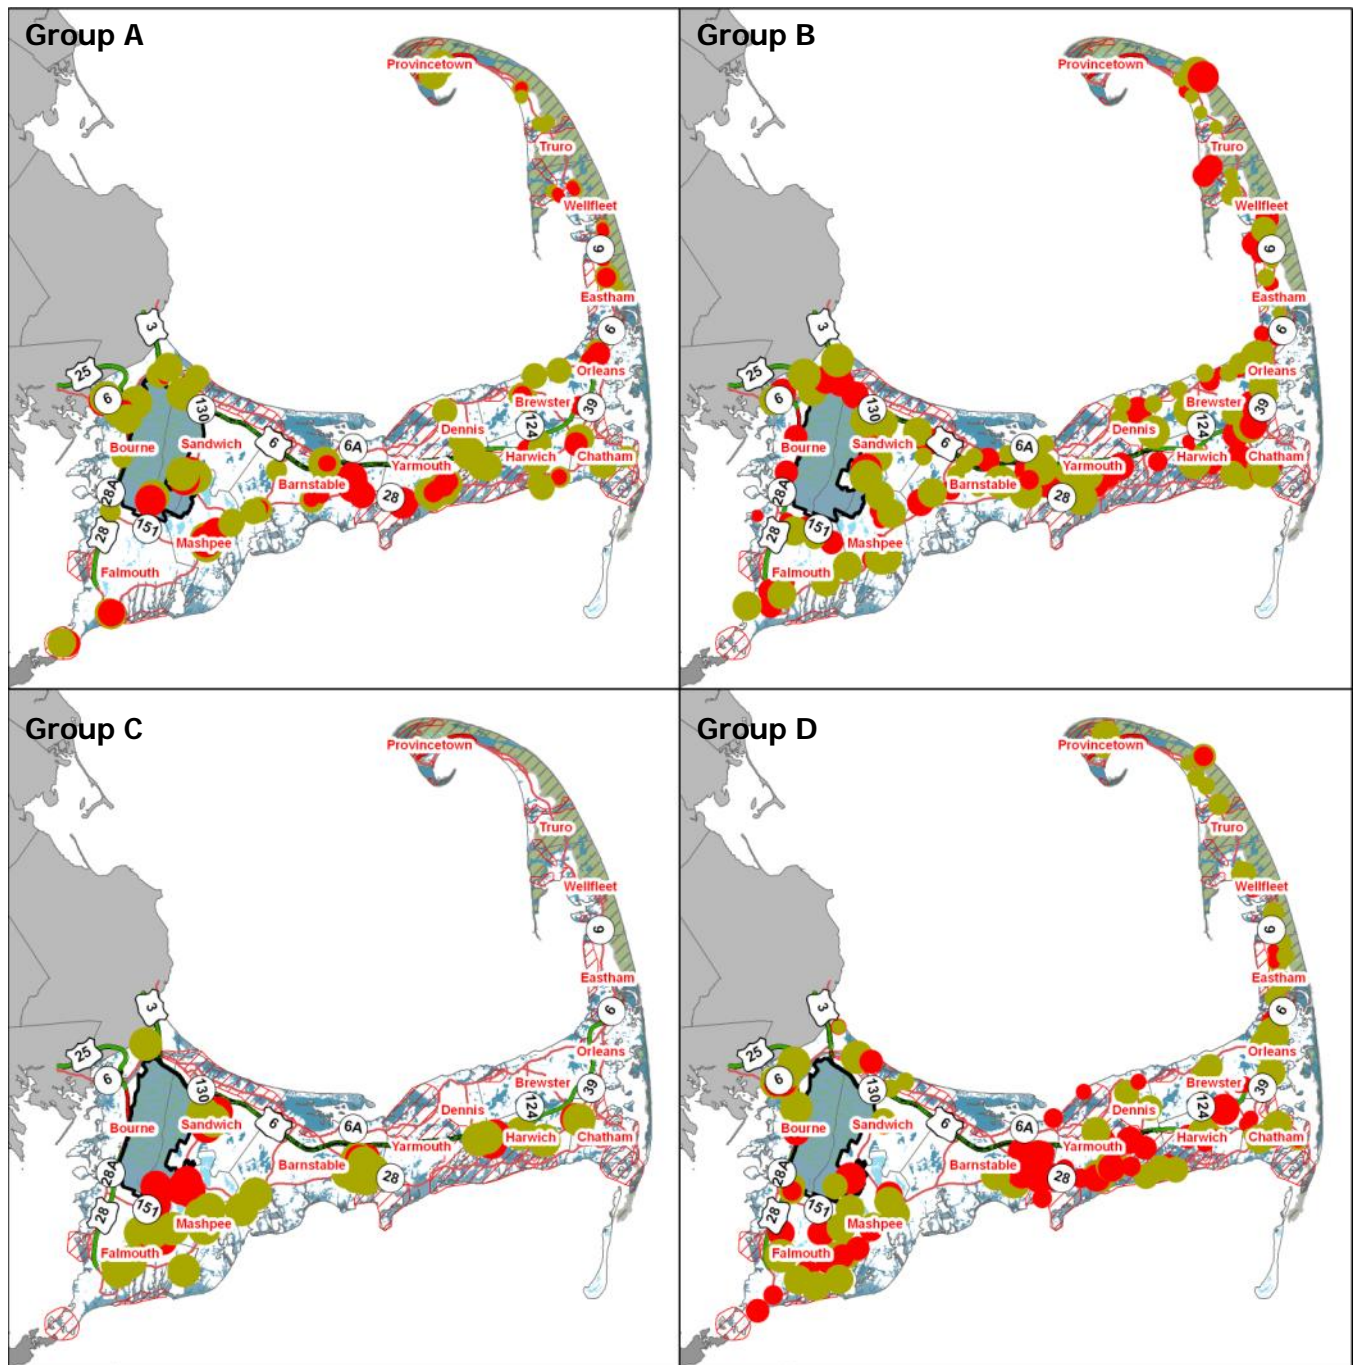 Group A
Provincetown
Truro
Wellfleet
6
Eastham
3
6
25
Orleans
6
Brewster
39
130
124
Dennis
6A
Bourne
Sandwich
6
Harwich
Chatham
Yarmouth
Barnstable
28A
28
151
28
Mashpee
Falmouth
Group B
Provincetown
Truro
Wellfleet
6
Eastham
3
6
25
Orleans
6
Brewster
39
130
124
Dennis
6A
Bourne
Sandwich
6
Harwich
Chatham
Yarmouth
Barnstable
28A
28
151
28
Mashpee
Falmouth
Group C
Provincetown
Truro
Wellfleet
6
Eastham
3
6
25
Orleans
6
Brewster
39
130
124
Dennis
6A
Bourne
Sandwich
6
Harwich
Chatham
Yarmouth
Barnstable
28A
28
151
28
Mashpee
Falmouth
Group D
Provincetown
Truro
Wellfleet
6
Eastham
3
6
25
Orleans
6
Brewster
39
130
124
Dennis
6A
Bourne
Sandwich
6
Harwich
Chatham
Yarmouth
Barnstable
28A
28
151
28
Mashpee
Falmouth